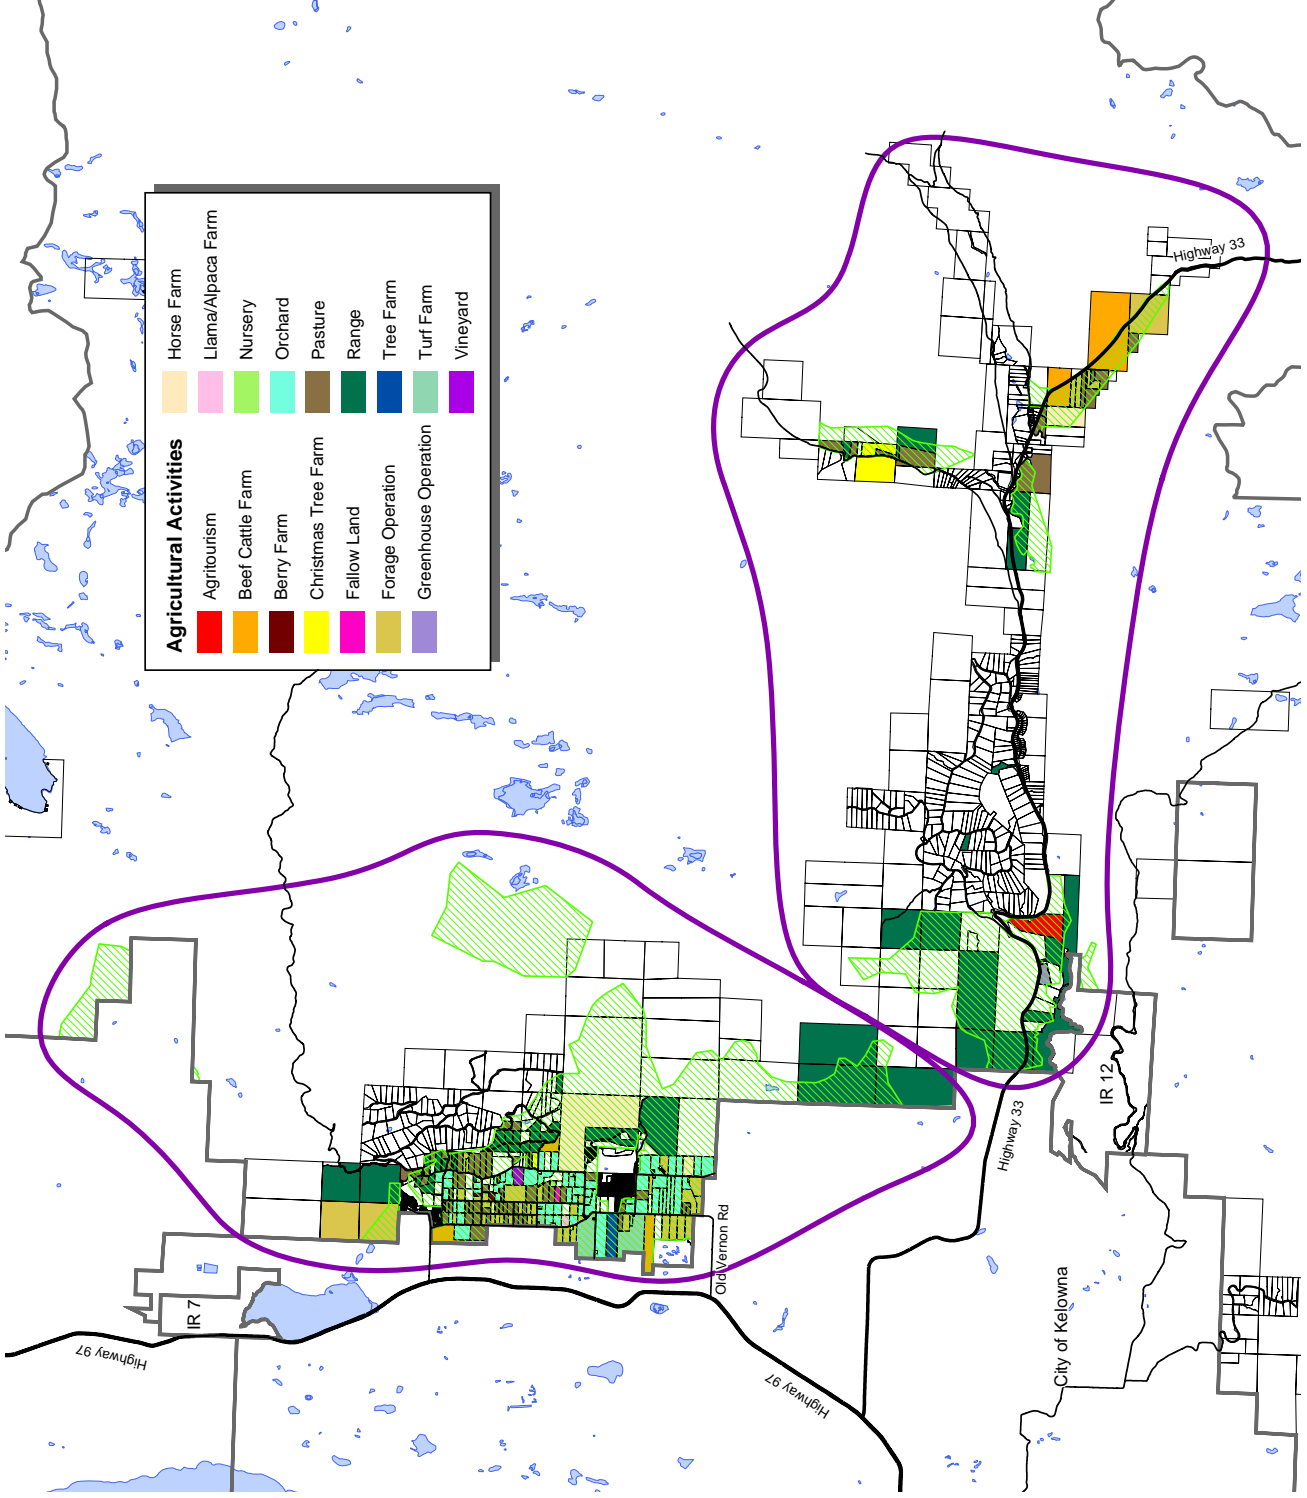 Agricultural Activities
Agritourism
Beef Cattle Farm
Berry Farm
Christmas Tree Farm
Fallow Land
Forage Operation
Greenhouse Operation
Horse Farm
Llama/Alpaca Farm
Nursery
Orchard
Pasture
Range
Tree Farm
Turf Farm
Vineyard
Highway 33
IR 7
Highway 97
Old Vernon Rd
Highway 97
Highway 33
IR 12
City of Kelowna